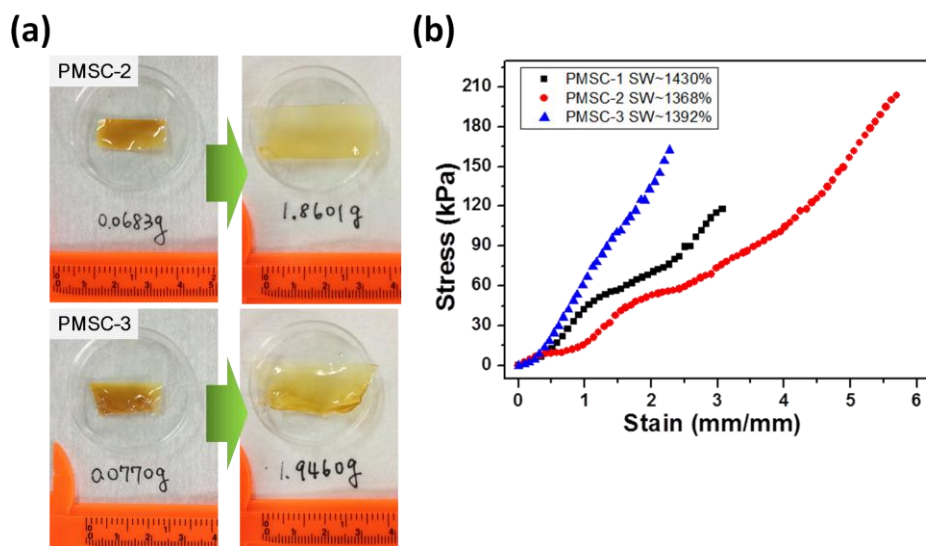 (a)
PMSC-2
0.0683g
1.8601g
PMSC-3
0.0770g
1.9460g
(b)
Stress (kPa)
210
180
150
120
90
60
30
0
PMSC-1 SW~1430%
PMSC-2 SW~1368%
PMSC-3 SW~1392%
0 1 2 3 4 5 6
Stain (mm/mm)